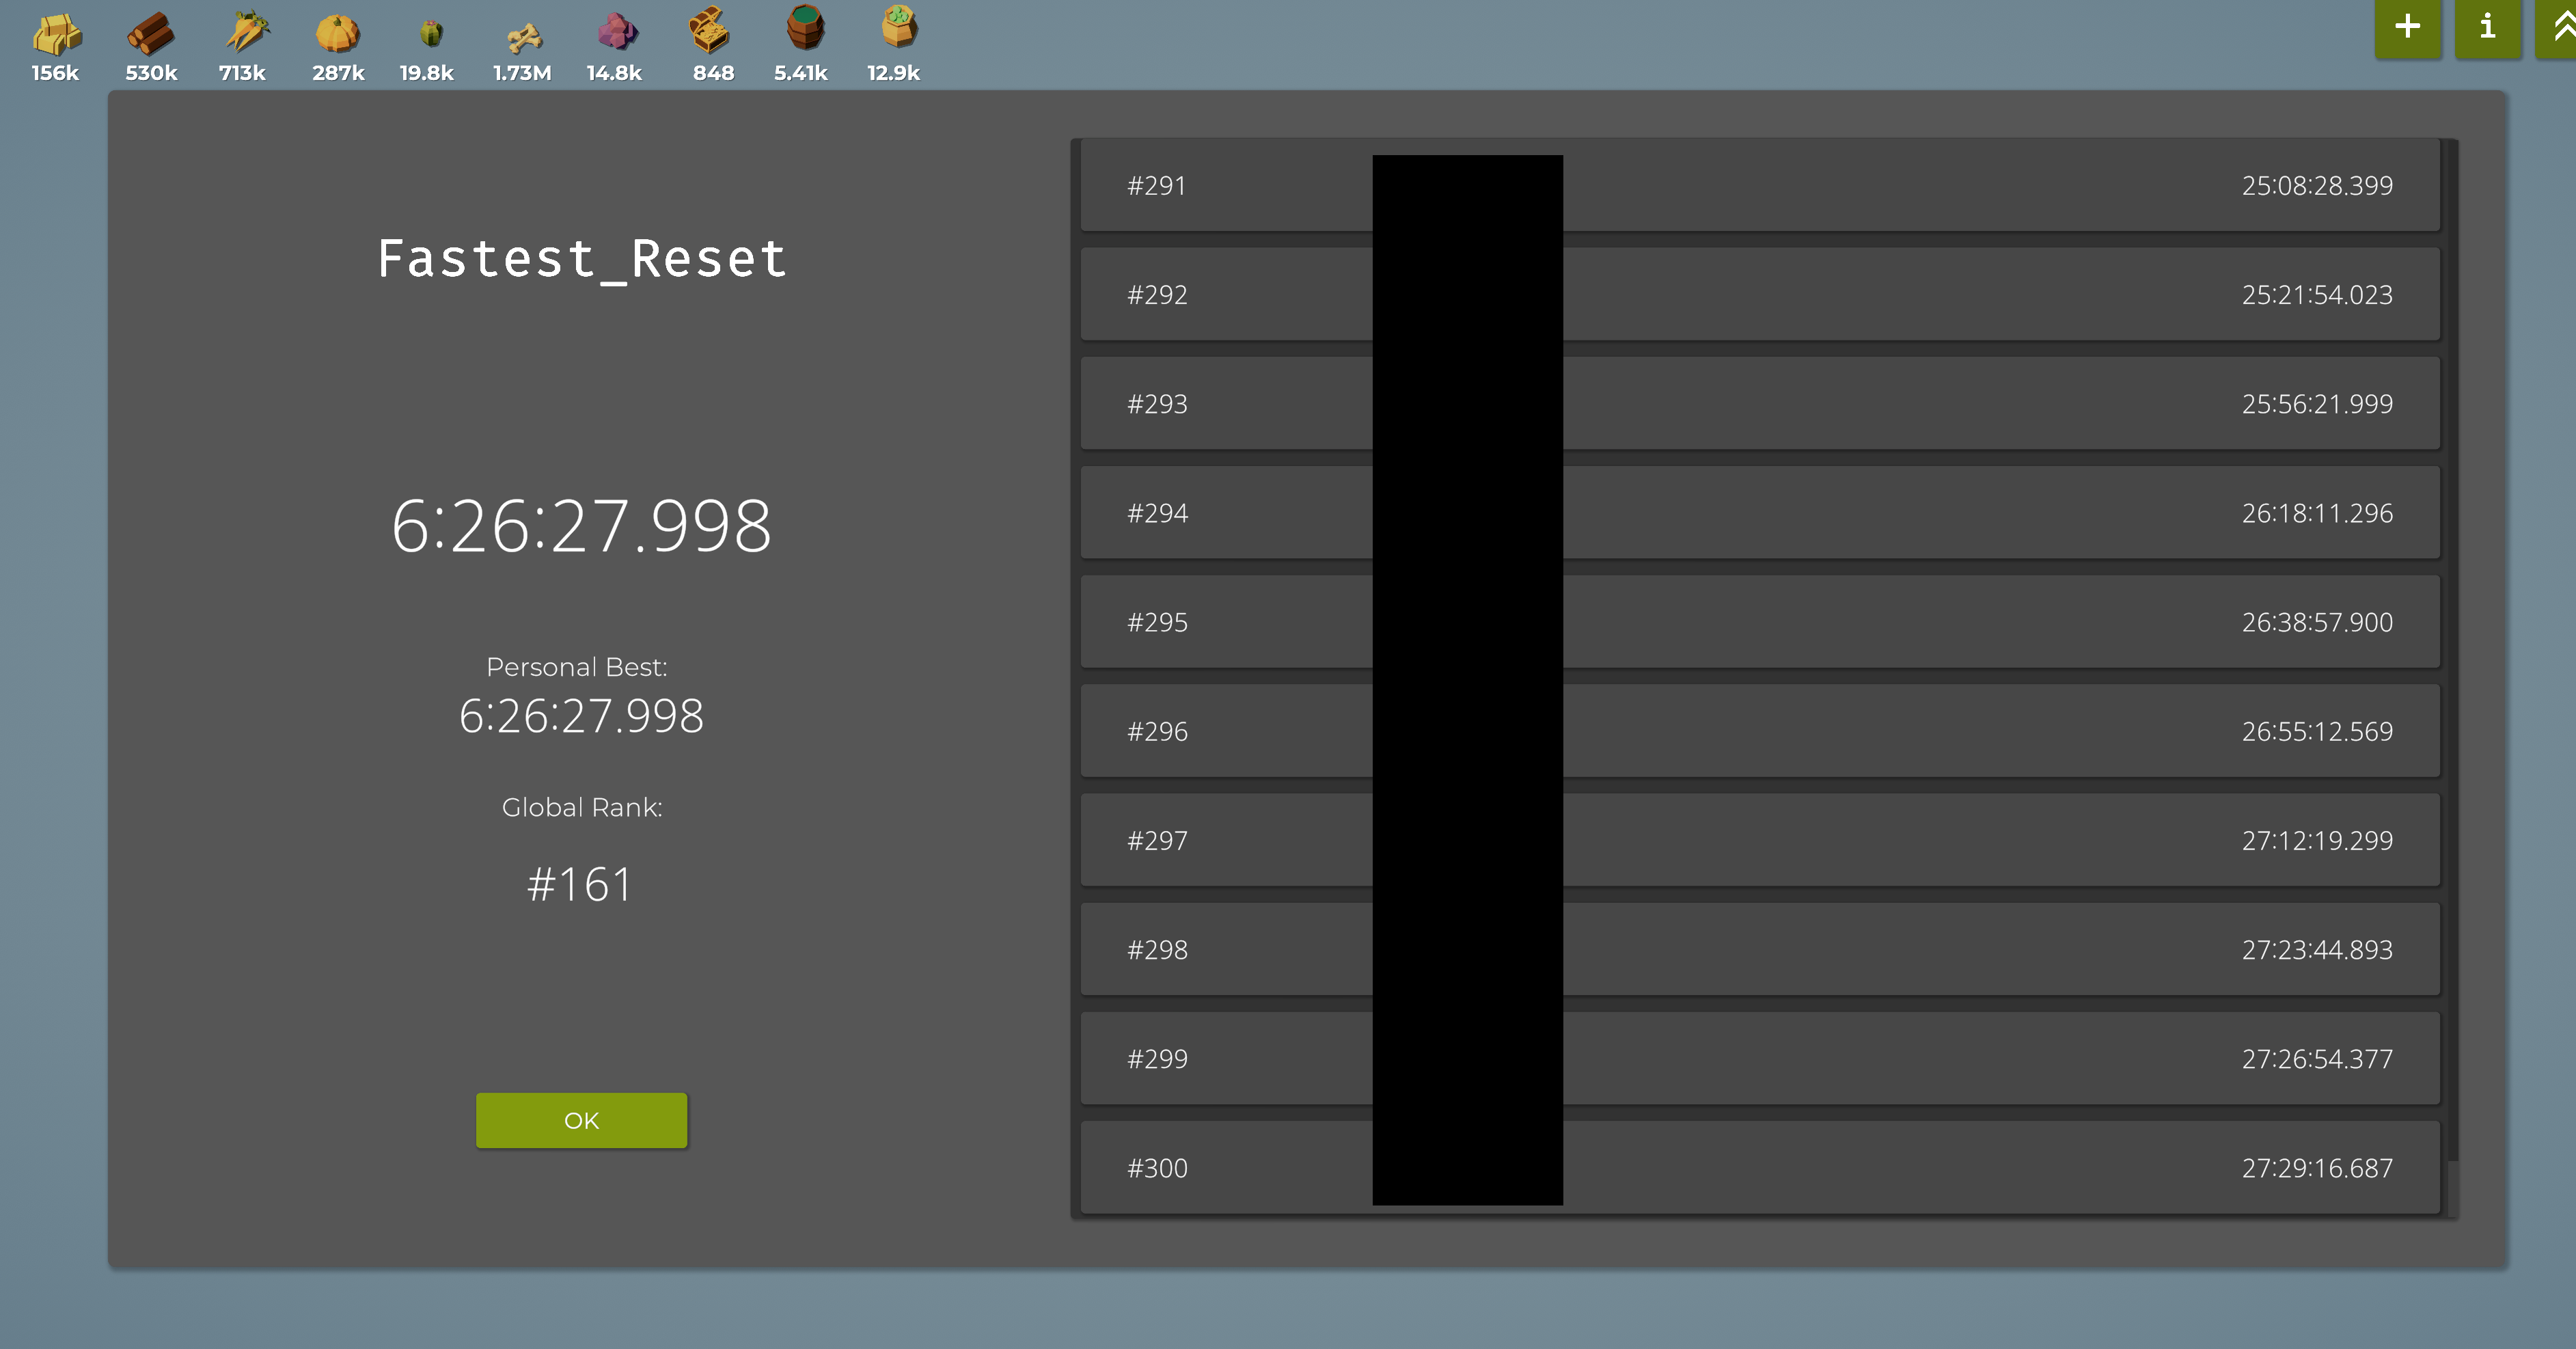 156k 530k 713k 287k 19.8k 1.73M 14.8k 848 5.41k 12.9k
+ i
Fastest_Reset
6:26:27.998
Personal Best:
6:26:27.998
Global Rank:
#161
OK
#291 25:08:28.399
#292 25:21:54.023
#293 25:56:21.999
#294 26:18:11.296
#295 26:38:57.900
#296 26:55:12.569
#297 27:12:19.299
#298 27:23:44.893
#299 27:26:54.377
#300 27:29:16.687